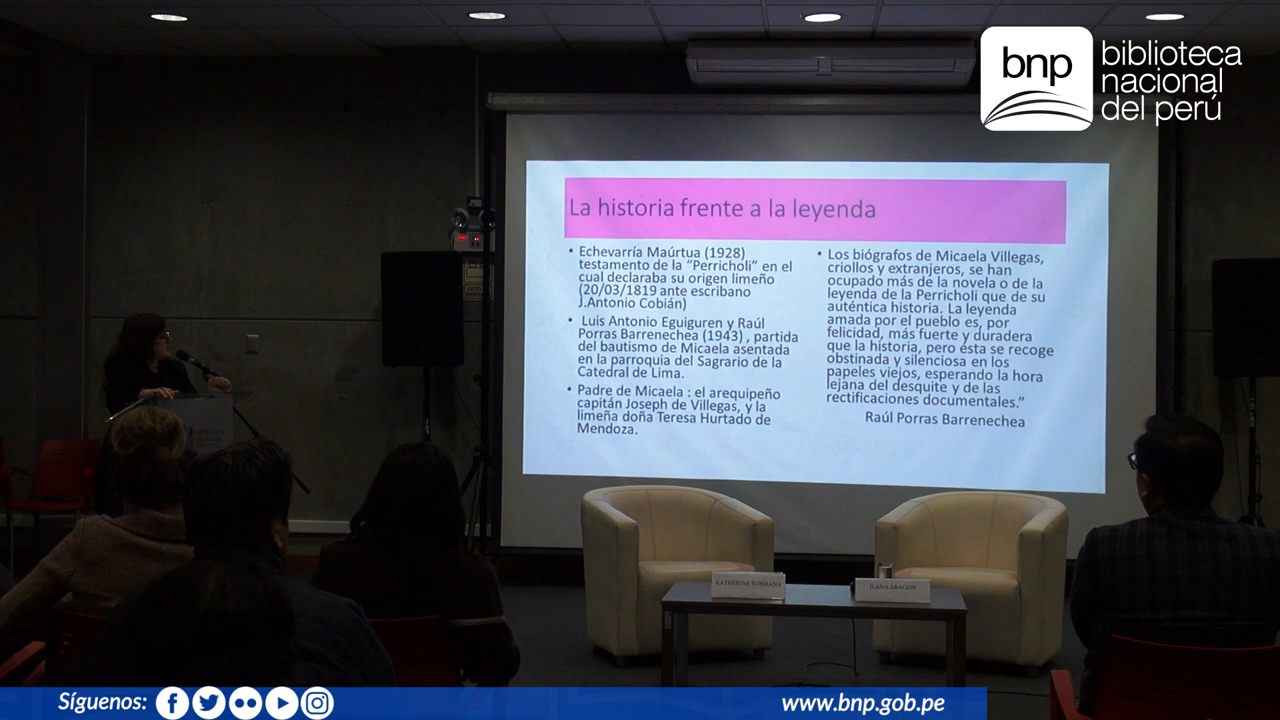 bnp
biblioteca
nacional
del perú
La historia frente a la leyenda
• Echevarría Maúrtua (1928)
testamento de la “Perricholi” en el
cual declaraba su origen limeño
(20/03/1819 ante escribano
J.Antonio Cobián)
• Luis Antonio Eguiguren y Raúl
Porras Barrenechea (1943) , partida
del bautismo de Micaela asentada
en la parroquia del Sagrario de la
Catedral de Lima.
• Padre de Micaela : el arequipeño
capitán Joseph de Villegas, y la
limeña doña Teresa Hurtado de
Mendoza.
• Los biógrafos de Micaela Villegas,
criollos y extranjeros, se han
ocupado más de la novela o de la
leyenda de la Perricholi que de su
auténtica historia. La leyenda
amada por el pueblo es, por
felicidad, más fuerte y duradera
que la historia, pero ésta se recoge
obstinada y silenciosa en los
papeles viejos, esperando la hora
lejana del desquite y de las
rectificaciones documentales.”
Raúl Porras Barrenechea
KATHERINE SUBIRANA
ILANA ARAGON
Síguenos:
www.bnp.gob.pe